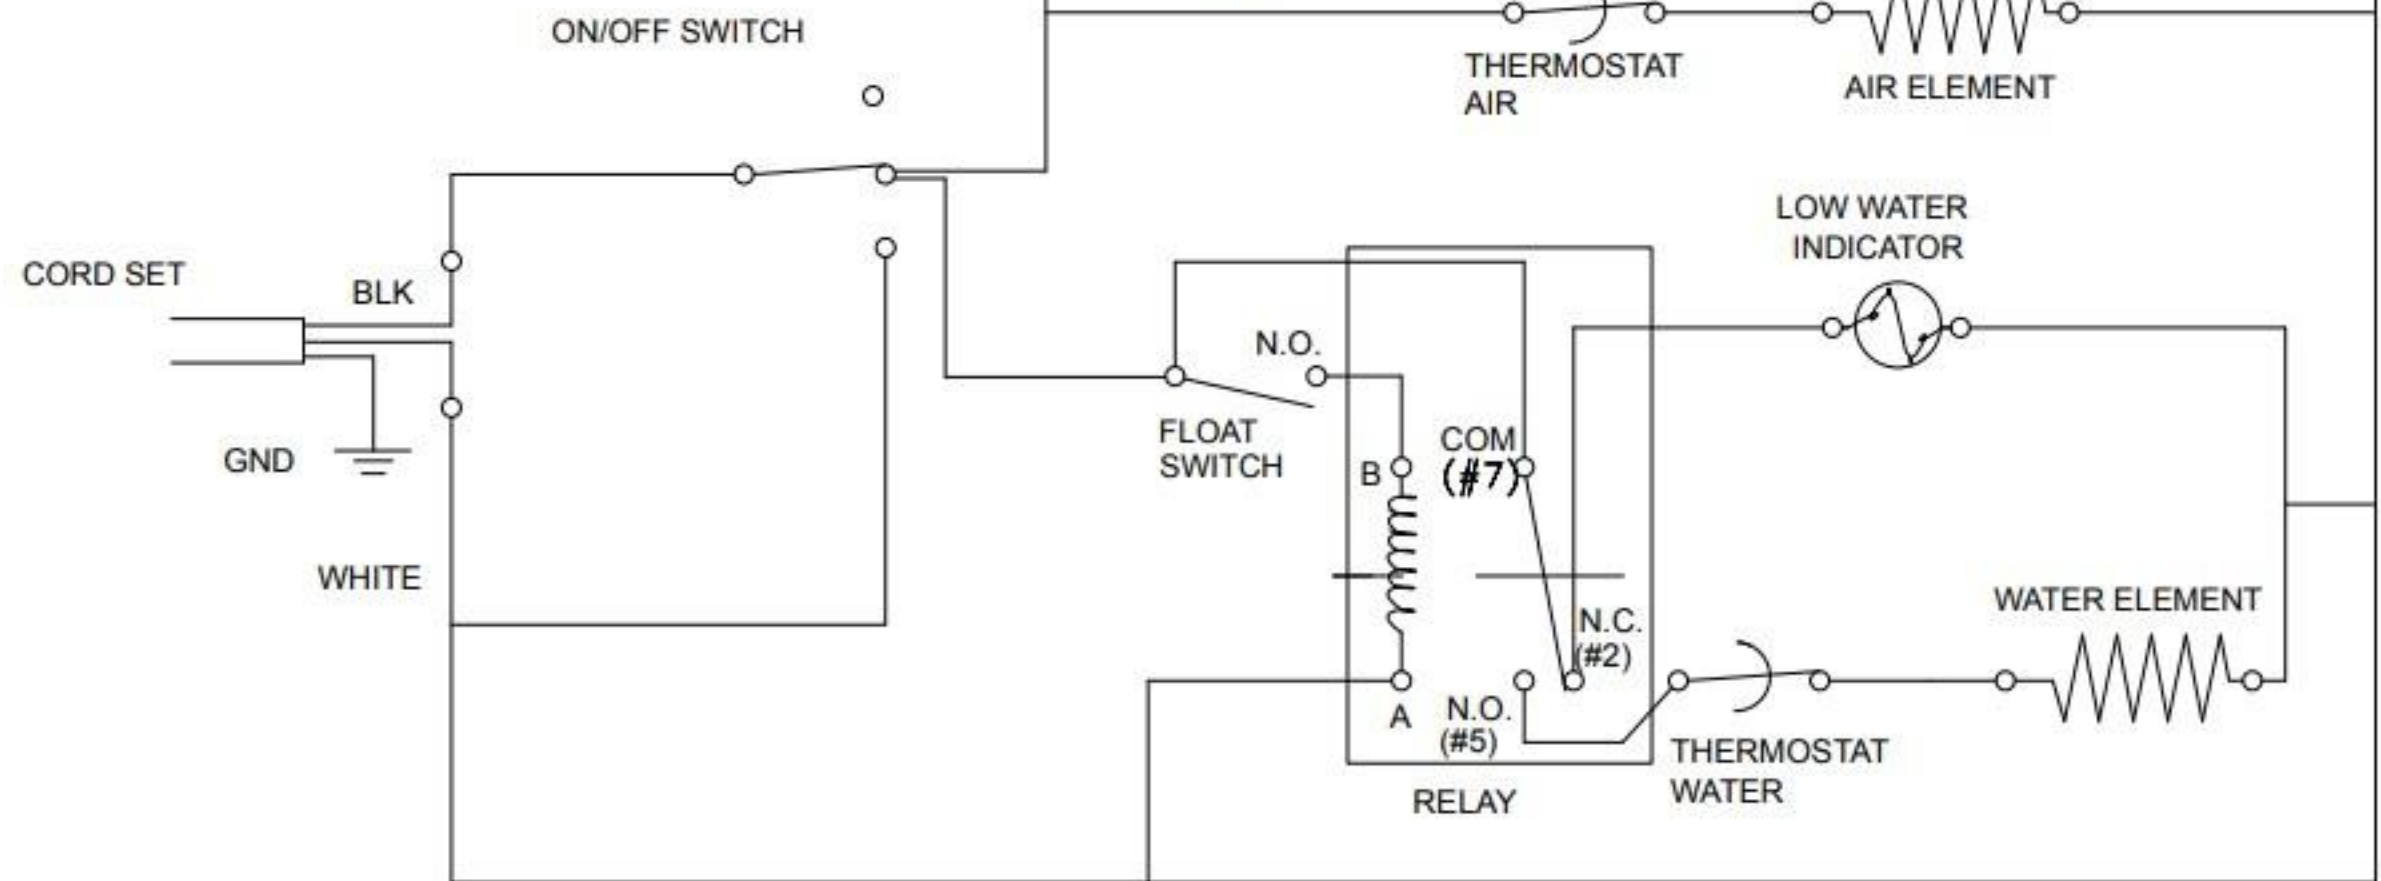 ON/OFF SWITCH
THERMOSTAT
AIR
AIR ELEMENT
LOW WATER
INDICATOR
CORD SET
BLK
N.O.
FLOAT
SWITCH
COM
(#7)
B
GND
WHITE
N.C.
(#2)
WATER ELEMENT
A
N.O.
(#5)
THERMOSTAT
WATER
RELAY